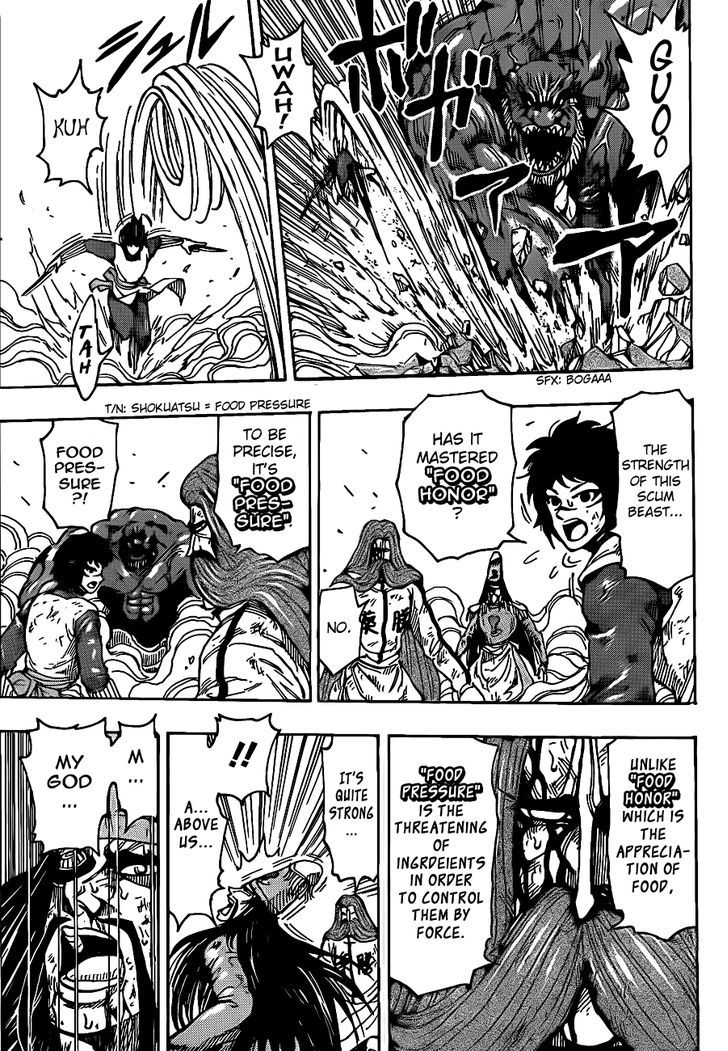 GUO!
ボガァァ
UWAH!
SFX: BOGAAA
シュル
KUH
TAH
THE
STRENGTH
OF THIS
SCUM
BEAST...
HAS IT
MASTERED
"FOOD
HONOR"
?
NO.
T/N: SHOKUATSU = FOOD PRESSURE
TO BE
PRECISE,
IT'S
"FOOD
PRES-
SURE"
FOOD
PRES-
SURE
?!
UNLIKE
"FOOD
HONOR"
WHICH IS
THE
APPRECIA-
TION OF
FOOD,
"FOOD
PRESSURE"
IS THE
THREATENING
OF
INGRDEIENTS
IN ORDER
TO CONTROL
THEM BY
FORCE.
IT'S
QUITE
STRONG
...
!!
A...
ABOVE
US...
M
...
MY
GOD
...